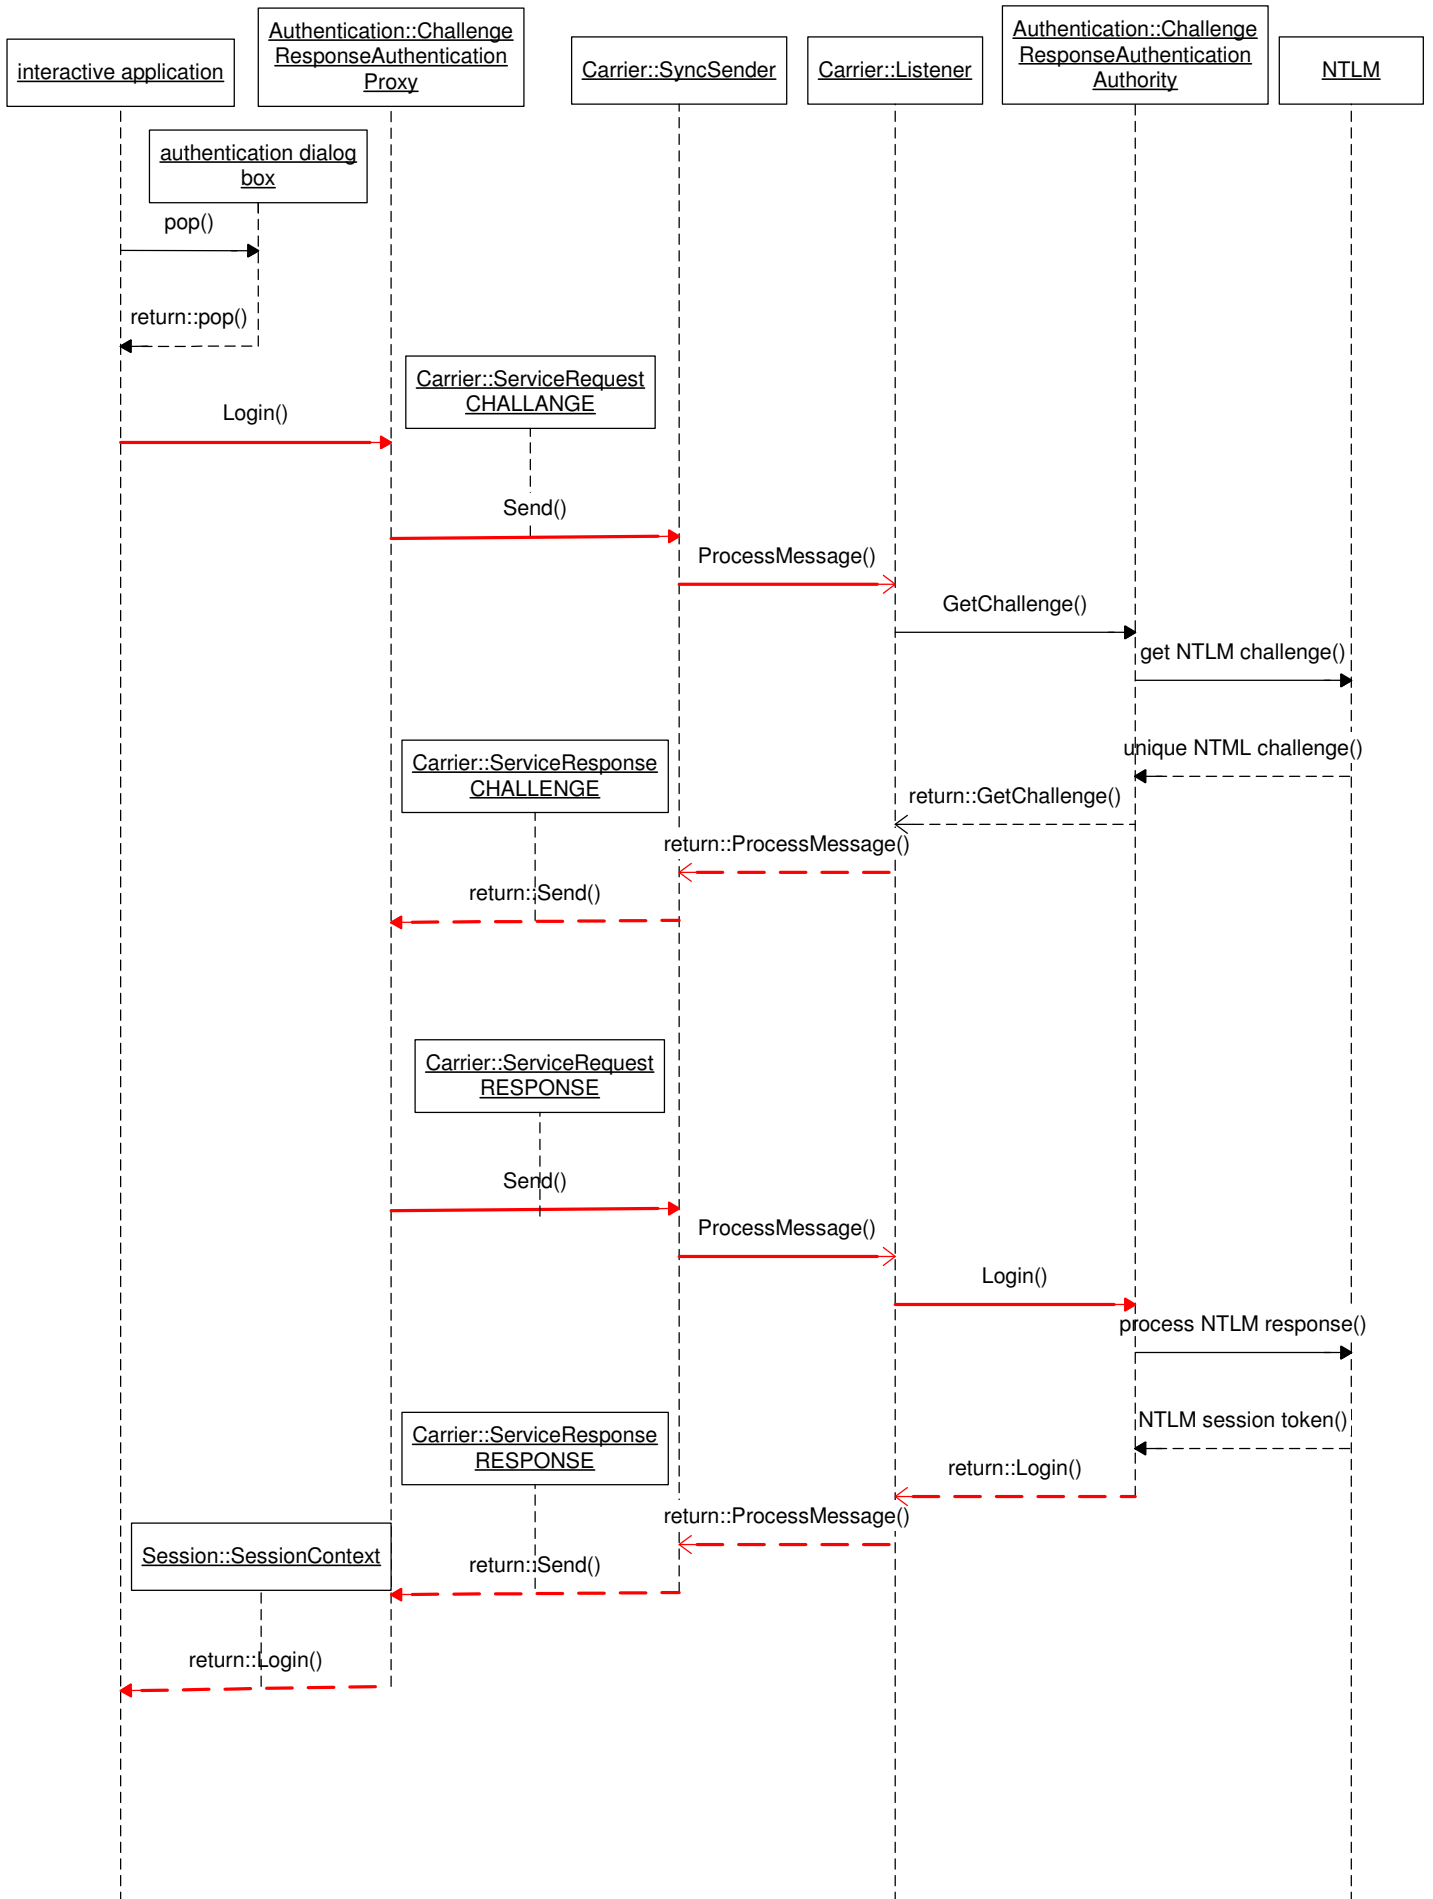 interactive application
Authentication::Challenge
ResponseAuthentication
Proxy
Carrier::SyncSender
Carrier::Listener
Authentication::Challenge
ResponseAuthentication
Authority
NTLM
authentication dialog
box
pop()
return::pop()
Carrier::ServiceRequest
CHALLANGE
Login()
Send()
ProcessMessage()
GetChallenge()
get NTLM challenge()
unique NTML challenge()
Carrier::ServiceResponse
CHALLENGE
return::GetChallenge()
return::ProcessMessage()
return::Send()
Carrier::ServiceRequest
RESPONSE
Send()
ProcessMessage()
Login()
process NTLM response()
NTLM session token()
Carrier::ServiceResponse
RESPONSE
return::Login()
return::ProcessMessage()
Session::SessionContext
return::Send()
return::Login()